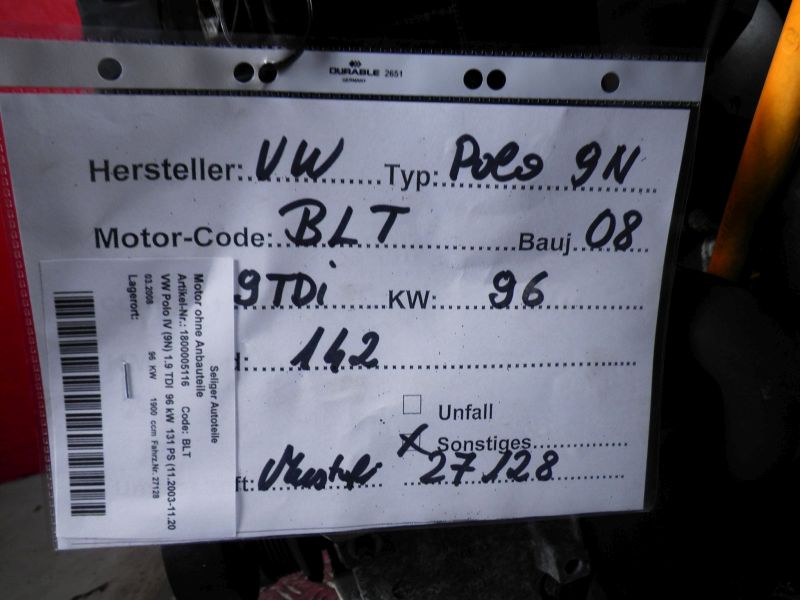 DURABLE 2651
GERMANY
Hersteller: VW Typ: Polo 9N
Motor-Code: BLT Bauj 08
9TDi KW: 96
142
Unfall
X Sonstiges
27128
Seliger Autoteile
Motor ohne Anbauteile
Artikel-Nr.: 1800005116 Code: BLT
VW Polo IV (9N) 1.9 TDI 96 kW 131 PS (11.2003-11.20
03.2008 96 KW 1900 ccm Fahrz.Nr. 27128
Lagerort: